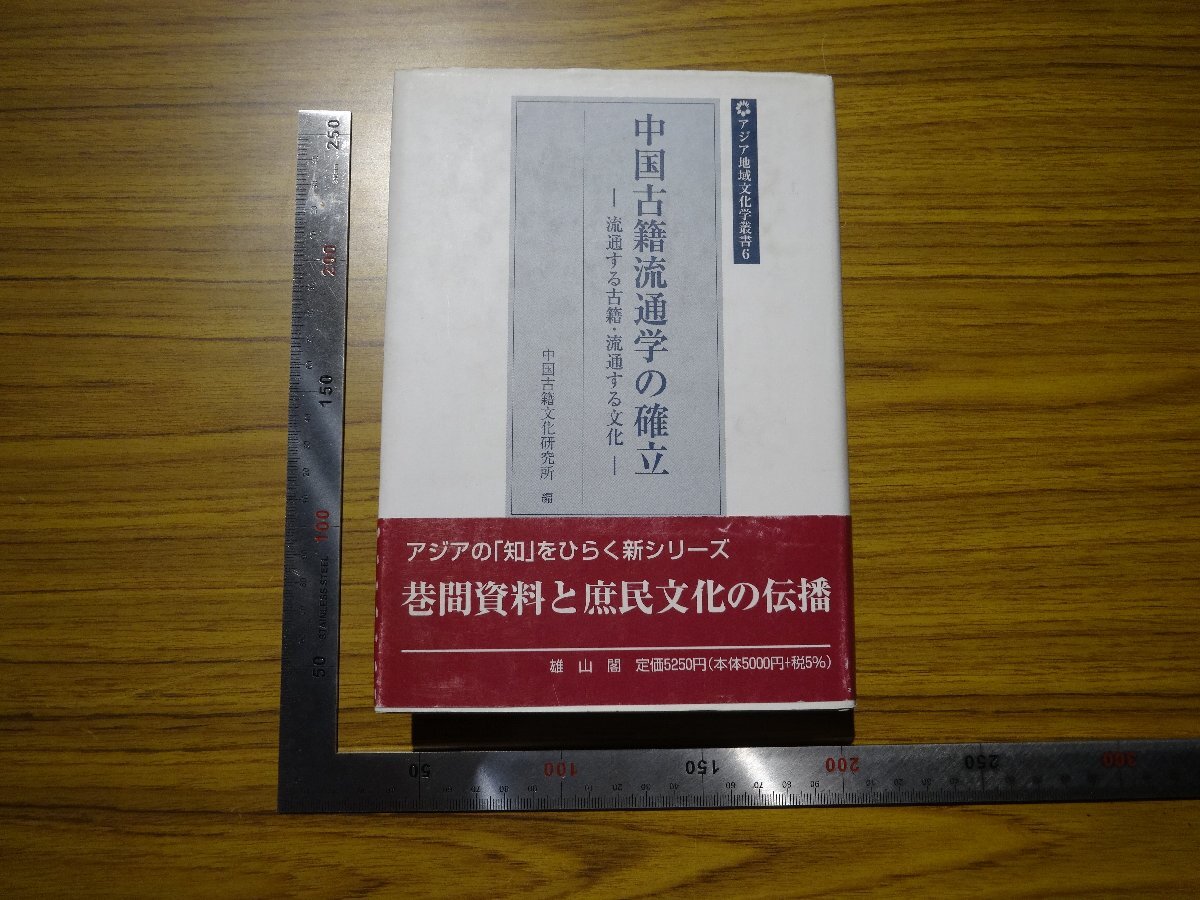 アジア地域文化学叢書6
中国古籍流通学の確立
―流通する古籍・流通する文化―
中国古籍文化研究所 編
アジアの「知」をひらく新シリーズ
巷間資料と庶民文化の伝播
雄山閣 定価5250円(本体5000円+税5%)
250
200
150
100
50
STAINLESS STEEL
50 100 150 200 250 300